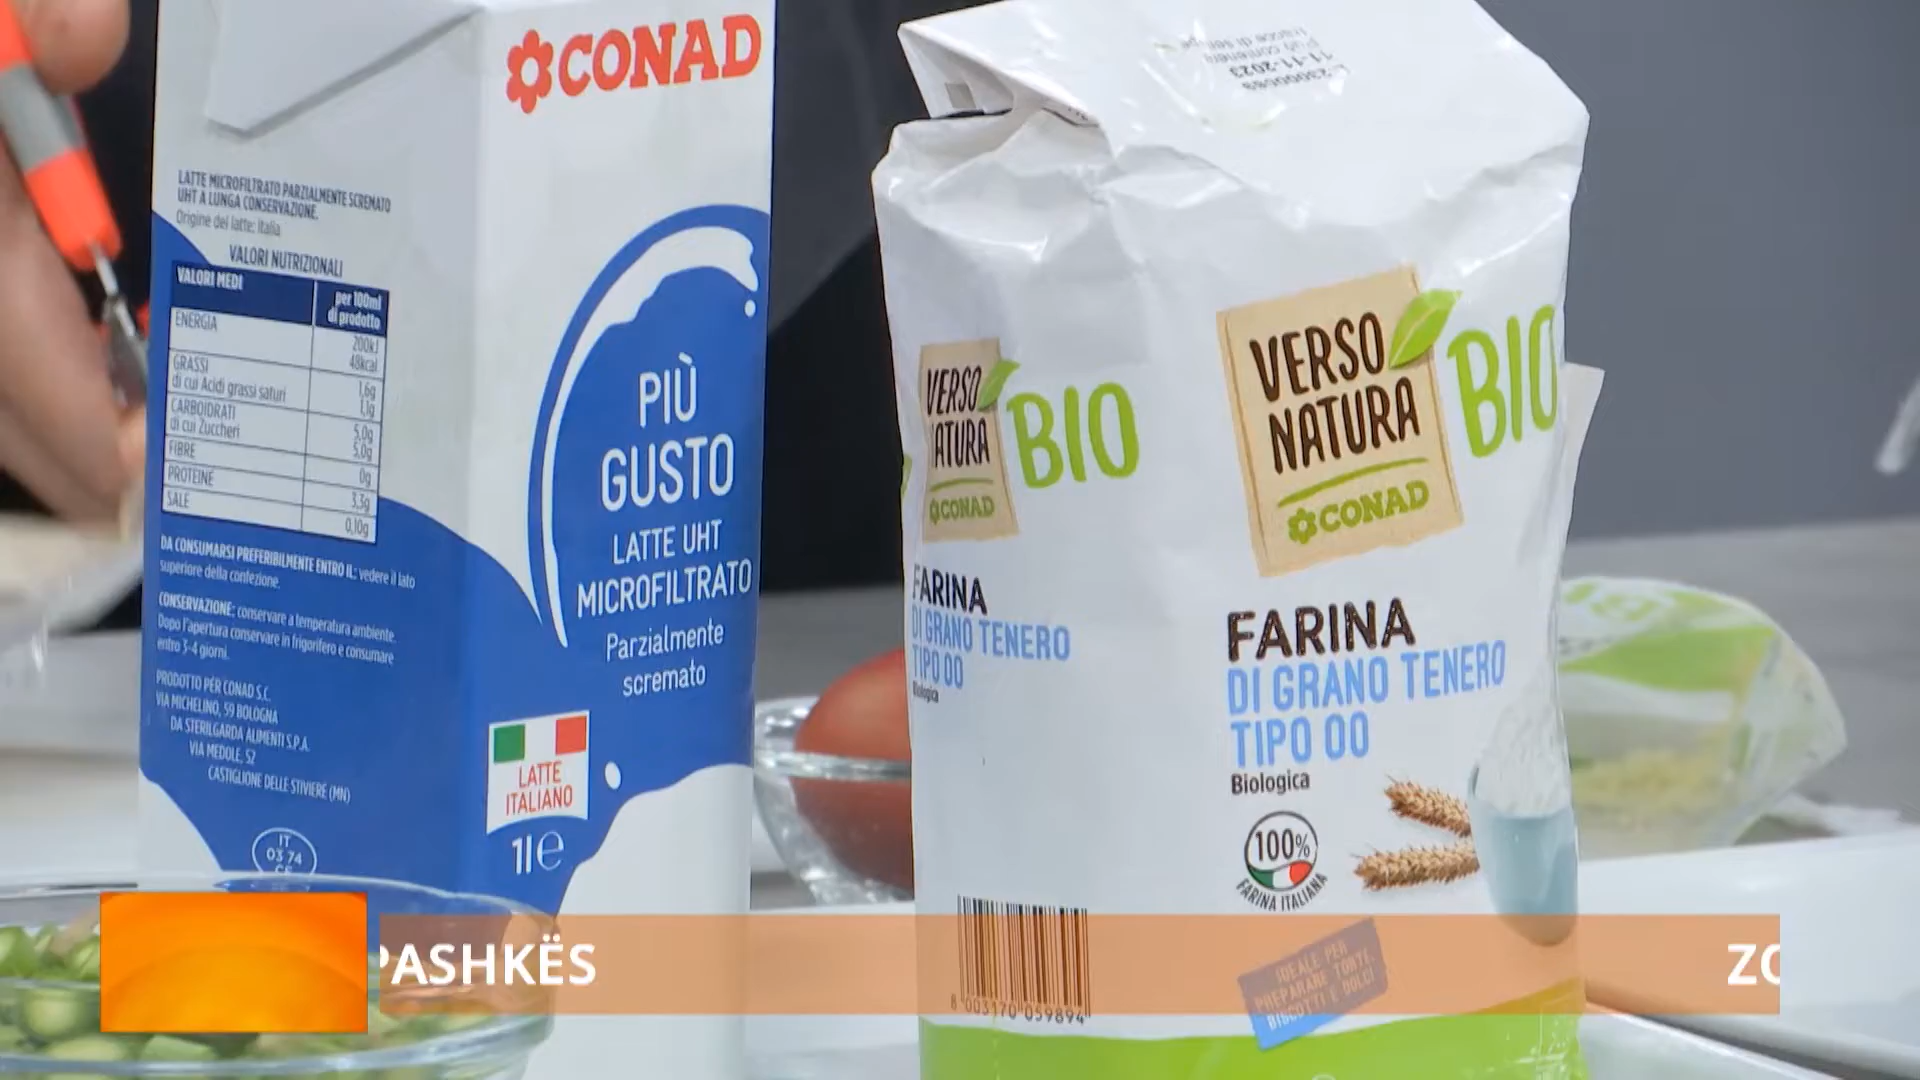 CONAD
LATTE MICROFILTRATO PARZIALMENTE SCREMATO
UHT A LUNGA CONSERVAZIONE.
Origine del latte: Italia
VALORI NUTRIZIONALI
VALORI MEDI
per 100ml
di prodotto
ENERGIA
200kJ
48kcal
GRASSI
1,6g
di cui Acidi grassi saturi
1,1g
CARBOIDRATI
5,0g
di cui Zuccheri
5,0g
FIBRE
0g
PROTEINE
3,3g
SALE
0,10g
DA CONSUMARSI PREFERIBILMENTE ENTRO IL: vedere il lato
superiore della confezione.
CONSERVAZIONE: conservare a temperatura ambiente.
Dopo l'apertura conservare in frigorifero e consumare
entro 3-4 giorni.
PRODOTTO PER CONAD S.C.
VIA MICHELINO, 59 BOLOGNA
DA STERILGARDA ALIMENTI S.P.A.
VIA MEDOLE, 52
CASTIGLIONE DELLE STIVIERE (MN)
IT
03 74
CE
PIÙ
GUSTO
LATTE UHT
MICROFILTRATO
Parzialmente
scremato
LATTE
ITALIANO
1l e
Può contenere
11-11-2023
VERSO
NATURA
BIO
CONAD
FARINA
DI GRANO TENERO
TIPO 00
Biologica
8 003170 059894
VERSO
NATURA
BIO
CONAD
FARINA
DI GRANO TENERO
TIPO 00
Biologica
100%
FARINA ITALIANA
IDEALE PER
PREPARARE TORTE,
BISCOTTI E DOLCI
PASHKËS
ZO